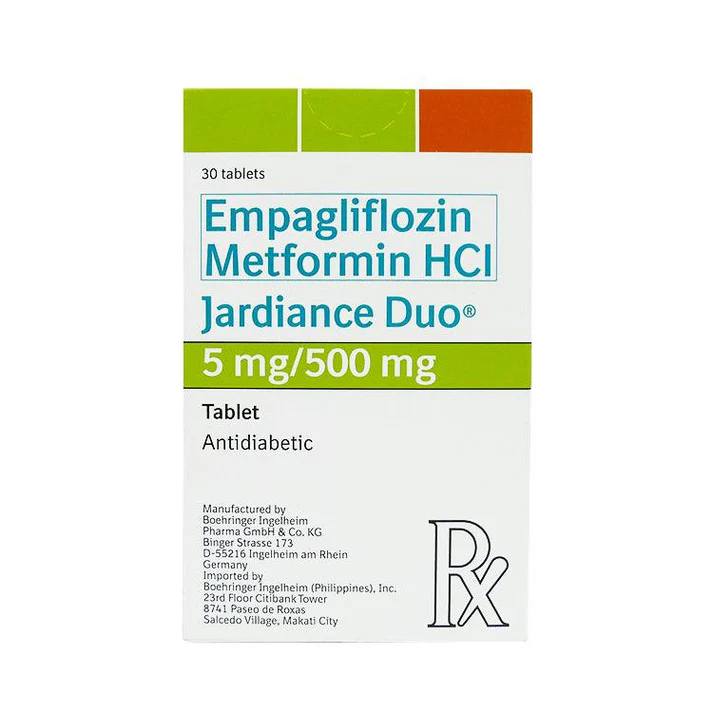 30 tablets
Empagliflozin
Metformin HCl
Jardiance Duo®
5 mg/500 mg
Tablet
Antidiabetic
Manufactured by
Boehringer Ingelheim
Pharma GmbH & Co. KG
Binger Strasse 173
D-55216 Ingelheim am Rhein
Germany
Imported by
Boehringer Ingelheim (Philippines), Inc.
23rd Floor Citibank Tower
8741 Paseo de Roxas
Salcedo Village, Makati City
Rx